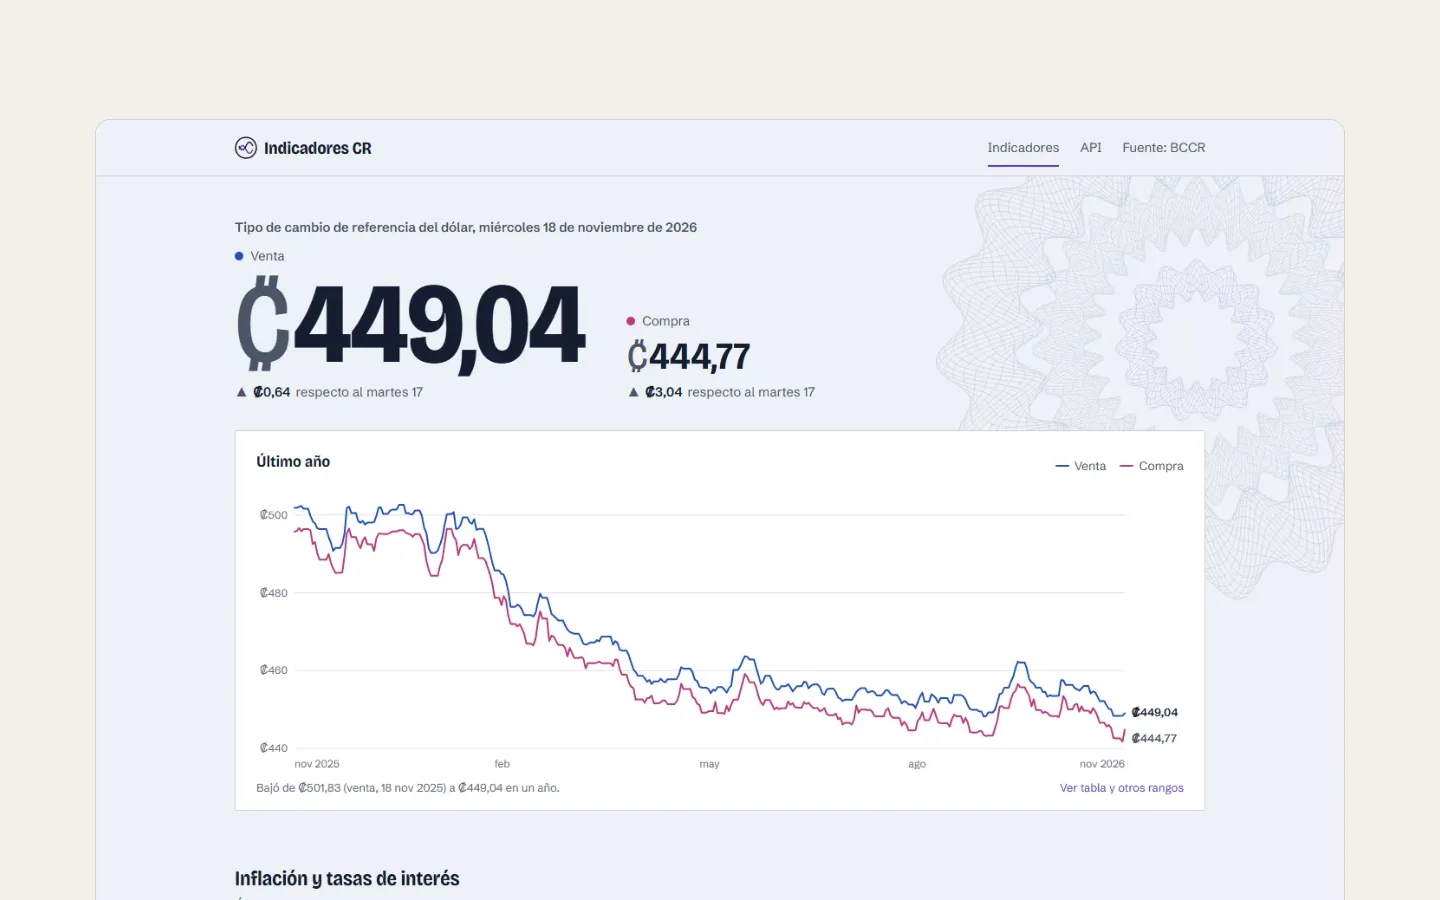 Indicadores CR
Indicadores API Fuente: BCCR
Tipo de cambio de referencia del dólar, miércoles 18 de noviembre de 2026
Venta
₡449,04
▲ ₡0,64 respecto al martes 17
Compra
₡444,77
▲ ₡3,04 respecto al martes 17
Último año
Venta Compra
₡500
₡480
₡460
₡440
₡449,04
₡444,77
nov 2025 feb may ago nov 2026
Bajó de ₡501,83 (venta, 18 nov 2025) a ₡449,04 en un año.
Ver tabla y otros rangos
Inflación y tasas de interés